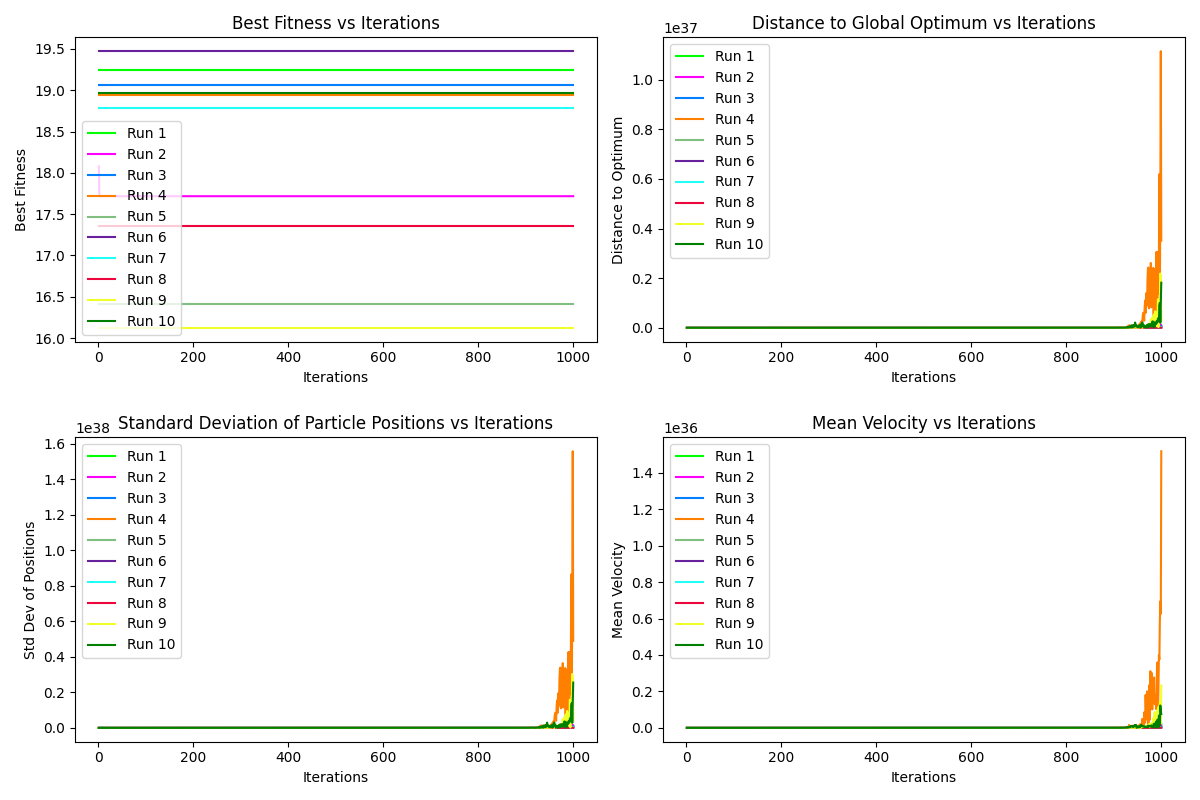 Best Fitness vs Iterations
Best Fitness
19.5
19.0
18.5
18.0
17.5
17.0
16.5
16.0
Run 1
Run 2
Run 3
Run 4
Run 5
Run 6
Run 7
Run 8
Run 9
Run 10
0 200 400 600 800 1000
Iterations
Distance to Global Optimum vs Iterations
1e37
Distance to Optimum
1.0
0.8
0.6
0.4
0.2
0.0
Run 1
Run 2
Run 3
Run 4
Run 5
Run 6
Run 7
Run 8
Run 9
Run 10
0 200 400 600 800 1000
Iterations
Standard Deviation of Particle Positions vs Iterations
1e38
Std Dev of Positions
1.6
1.4
1.2
1.0
0.8
0.6
0.4
0.2
0.0
Run 1
Run 2
Run 3
Run 4
Run 5
Run 6
Run 7
Run 8
Run 9
Run 10
0 200 400 600 800 1000
Iterations
Mean Velocity vs Iterations
1e36
Mean Velocity
1.4
1.2
1.0
0.8
0.6
0.4
0.2
0.0
Run 1
Run 2
Run 3
Run 4
Run 5
Run 6
Run 7
Run 8
Run 9
Run 10
0 200 400 600 800 1000
Iterations